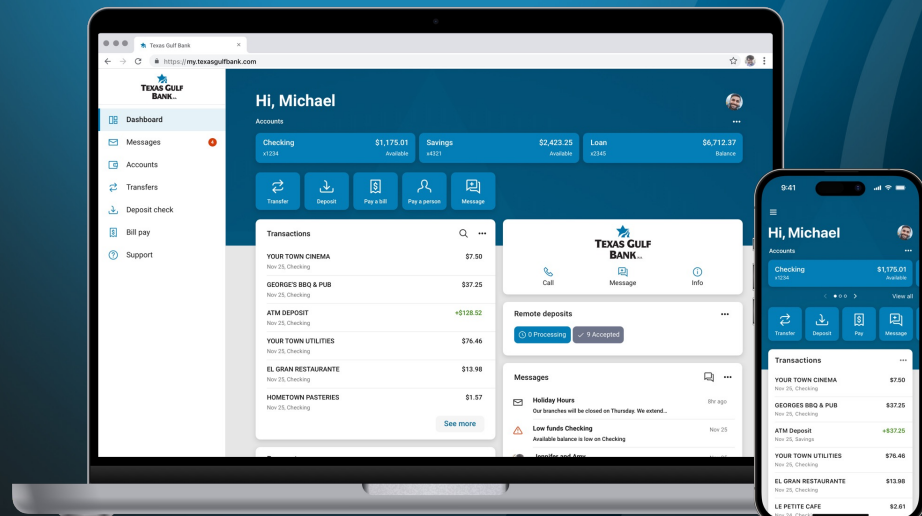 Texas Gulf Bank
https://my.texasgulfbank.com
TEXAS GULF
BANK
Dashboard
Messages 4
Accounts
Transfers
Deposit check
Bill pay
Support
Hi, Michael
Accounts
Checking $1,175.01
x1234 Available
Savings $2,423.25
x4321 Available
Loan $6,712.37
x2345 Balance
Transfer
Deposit
Pay a bill
Pay a person
Message
Transactions
YOUR TOWN CINEMA $7.50
Nov 25, Checking
GEORGE'S BBQ & PUB $37.25
Nov 25, Checking
ATM DEPOSIT +$128.52
Nov 25, Checking
YOUR TOWN UTILITIES $76.46
Nov 25, Checking
EL GRAN RESTAURANTE $13.98
Nov 25, Checking
HOMETOWN PASTERIES $1.57
Nov 25, Checking
See more
TEXAS GULF
BANK
Call
Message
Info
Remote deposits
0 Processing
9 Accepted
Messages
Holiday Hours 8hr ago
Our branches will be closed on Thursday. We extend...
Low funds Checking Nov 25
Available balance is low on Checking
Jennifer and Amy
9:41
Hi, Michael
Accounts
Checking $1,175.01
x1234 Available
View all
Transfer
Deposit
Pay
Message
Transactions
YOUR TOWN CINEMA $7.50
Nov 25, Checking
GEORGES BBQ & PUB $37.25
Nov 25, Checking
ATM Deposit +$37.25
Nov 25, Savings
YOUR TOWN UTILITIES $76.46
Nov 25, Checking
EL GRAN RESTAURANTE $13.98
Nov 25, Checking
LE PETITE CAFE $2.61